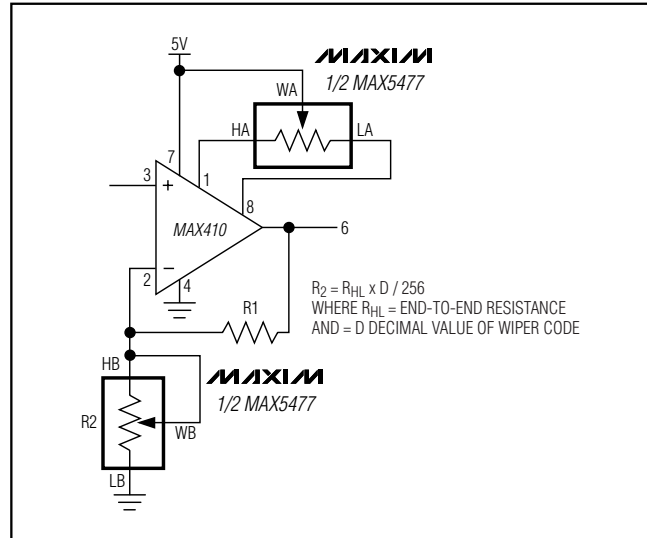 5V
MAXIM
1/2 MAX5477
WA
HA
LA
7
1
3
+
8
MAX410
6
2
−
4
R1
R2 = RHL x D / 256
WHERE RHL = END-TO-END RESISTANCE
AND = D DECIMAL VALUE OF WIPER CODE
HB
MAXIM
1/2 MAX5477
R2
WB
LB